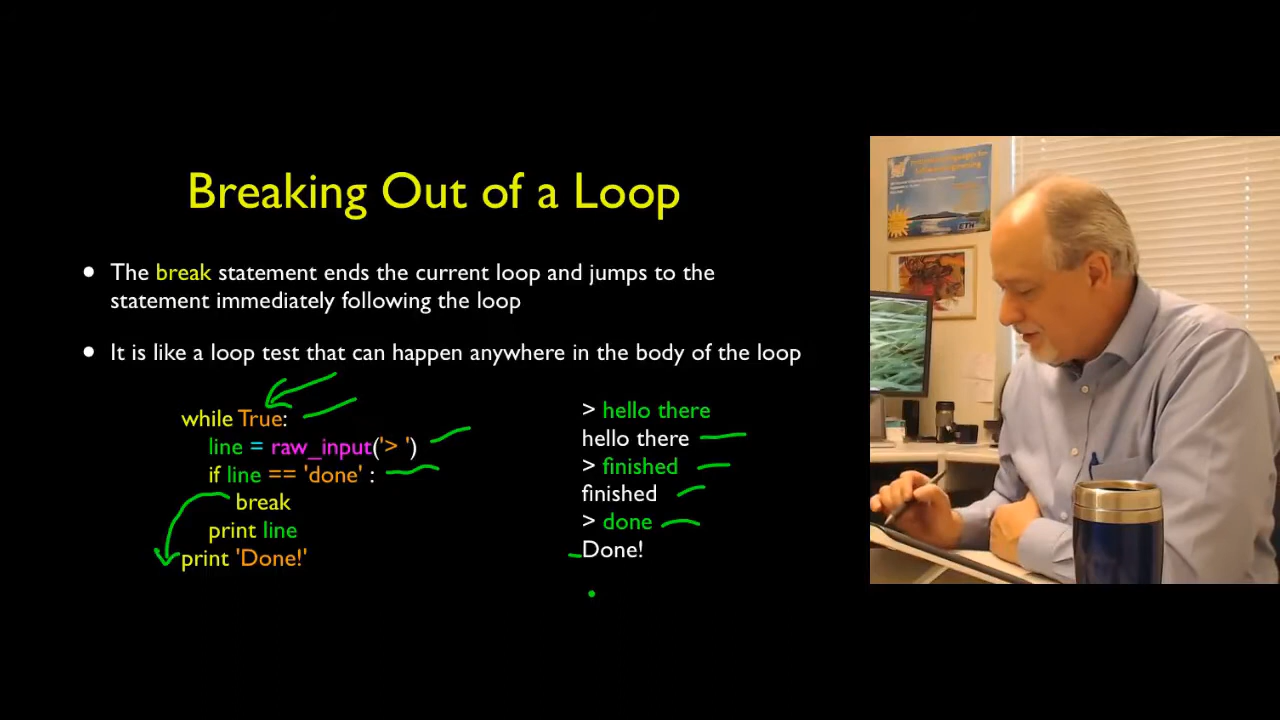 Breaking Out of a Loop
• The break statement ends the current loop and jumps to the
statement immediately following the loop
• It is like a loop test that can happen anywhere in the body of the loop
while True:
line = raw_input('> ')
if line == 'done' :
break
print line
print 'Done!'
> hello there
hello there
> finished
finished
> done
Done!
ETH